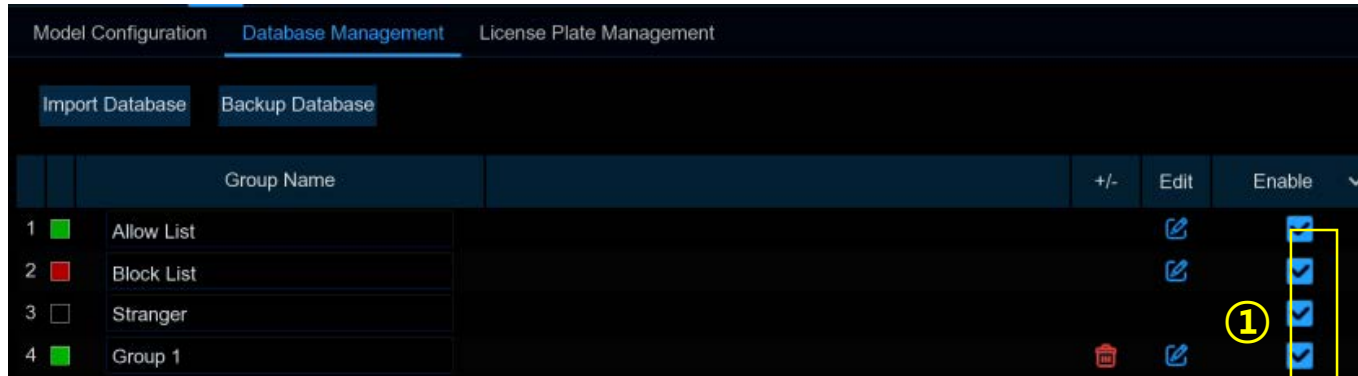 Model Configuration Database Management License Plate Management
Import Database Backup Database
Group Name +/- Edit Enable
1 Allow List
2 Block List
3 Stranger
①
4 Group 1